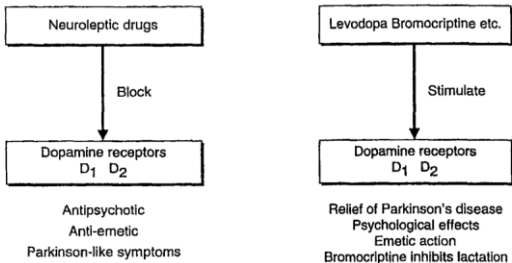 Neuroleptic drugs
Block
Dopamine receptors
D1 D2
Antipsychotic
Anti-emetic
Parkinson-like symptoms
Levodopa Bromocriptine etc.
Stimulate
Dopamine receptors
D1 D2
Relief of Parkinson's disease
Psychological effects
Emetic action
Bromocriptine inhibits lactation